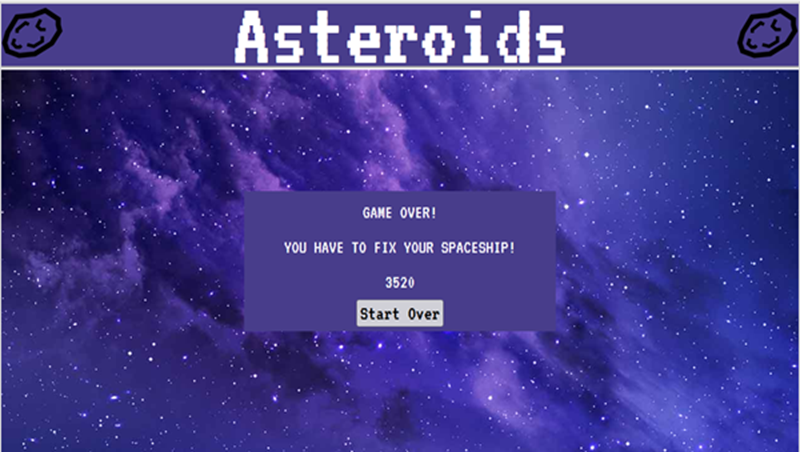 Asteroids
GAME OVER!
YOU HAVE TO FIX YOUR SPACESHIP!
3520
Start Over